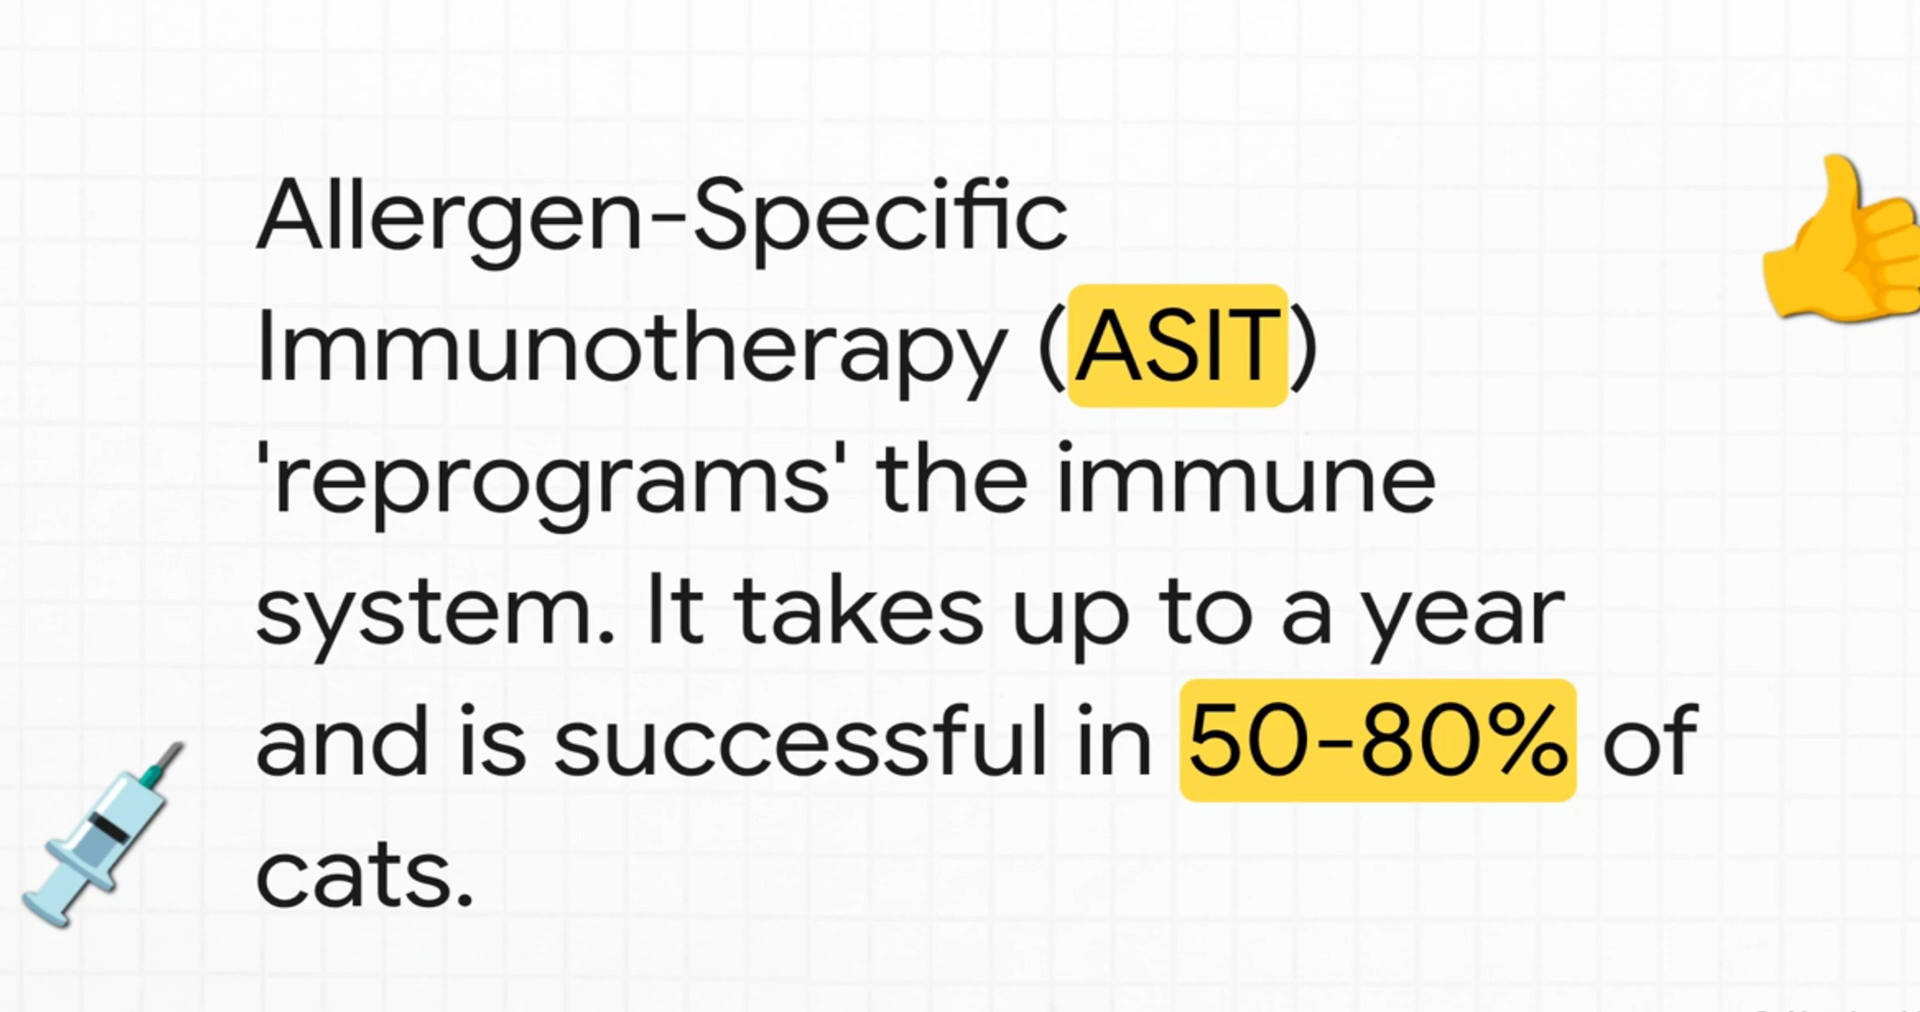 Allergen-Specific
Immunotherapy (ASIT)
'reprograms' the immune
system. It takes up to a year
and is successful in 50-80% of
cats.